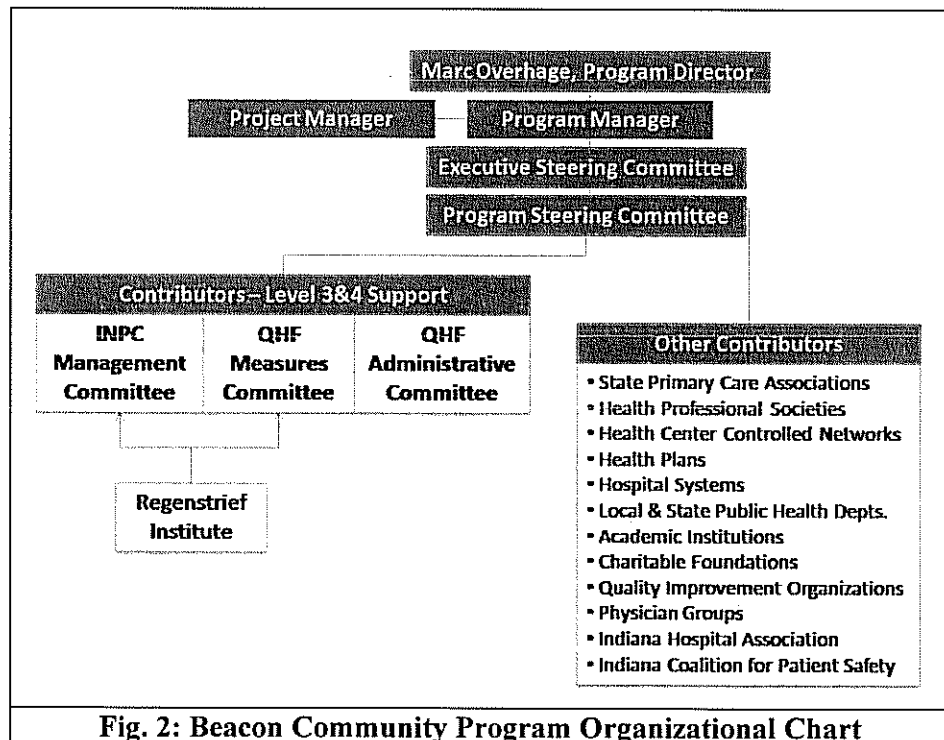 Marc Overhage, Program Director
Project Manager
Program Manager
Executive Steering Committee
Program Steering Committee
Contributors – Level 3&4 Support
INPC
Management
Committee
QHF
Measures
Committee
QHF
Administrative
Committee
Regenstrief
Institute
Other Contributors
• State Primary Care Associations
• Health Professional Societies
• Health Center Controlled Networks
• Health Plans
• Hospital Systems
• Local & State Public Health Depts.
• Academic Institutions
• Charitable Foundations
• Quality Improvement Organizations
• Physician Groups
• Indiana Hospital Association
• Indiana Coalition for Patient Safety
Fig. 2: Beacon Community Program Organizational Chart